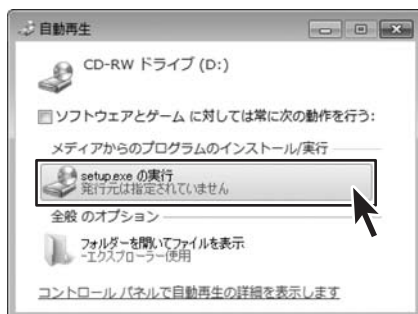 自動再生
CD-RW ドライブ (D:)
ソフトウェアとゲーム に対しては常に次の動作を行う:
メディアからのプログラムのインストール/実行
setup.exe の実行
発行元は指定されていません
全般 のオプション
フォルダーを開いてファイルを表示
-エクスプローラー使用
コントロール パネルで自動再生の詳細を表示します